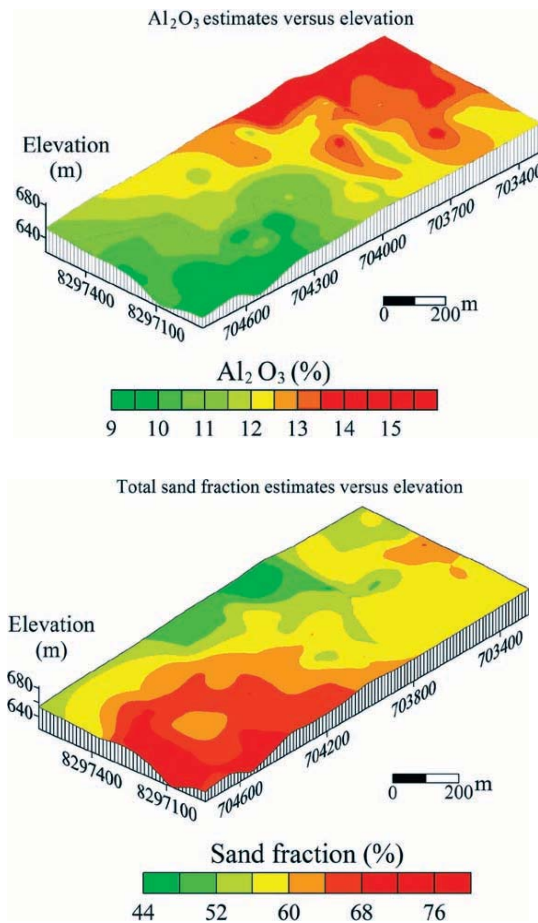 Al₂O₃ estimates versus elevation
Elevation
(m)
680
640
8297400
8297100
704600
704300
704000
703700
703400
0 200 m
Al₂ O₃ (%)
9 10 11 12 13 14 15
Total sand fraction estimates versus elevation
Elevation
(m)
680
640
8297400
8297100
704600
704200
703800
703400
0 200 m
Sand fraction (%)
44 52 60 68 76